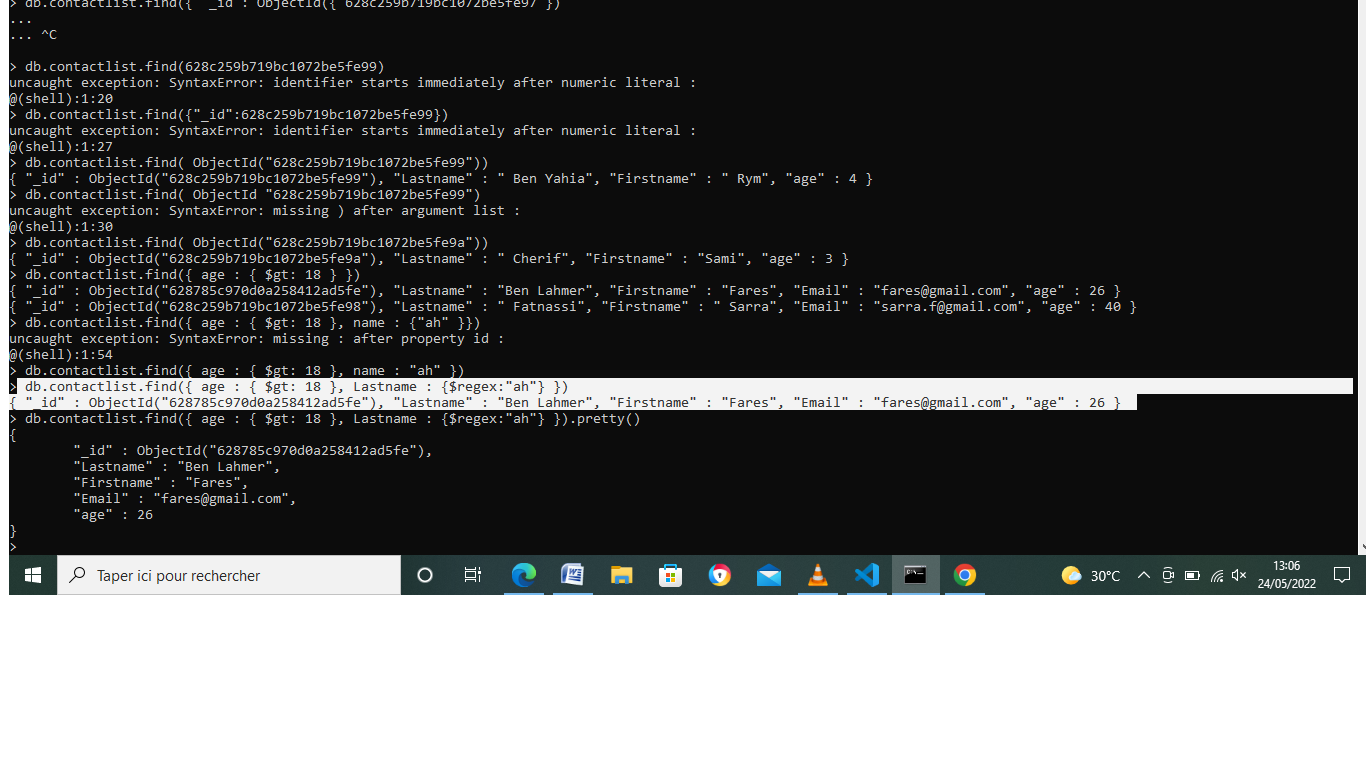 > db.contactlist.find({ "_id : ObjectId({ 628c259b719bc1072be5fe97 })
...
... ^C
> db.contactlist.find(628c259b719bc1072be5fe99)
uncaught exception: SyntaxError: identifier starts immediately after numeric literal :
@(shell):1:20
> db.contactlist.find({"_id":628c259b719bc1072be5fe99})
uncaught exception: SyntaxError: identifier starts immediately after numeric literal :
@(shell):1:27
> db.contactlist.find( ObjectId("628c259b719bc1072be5fe99"))
{ "_id" : ObjectId("628c259b719bc1072be5fe99"), "Lastname" : " Ben Yahia", "Firstname" : " Rym", "age" : 4 }
> db.contactlist.find( ObjectId "628c259b719bc1072be5fe99")
uncaught exception: SyntaxError: missing ) after argument list :
@(shell):1:30
> db.contactlist.find( ObjectId("628c259b719bc1072be5fe9a"))
{ "_id" : ObjectId("628c259b719bc1072be5fe9a"), "Lastname" : " Cherif", "Firstname" : "Sami", "age" : 3 }
> db.contactlist.find({ age : { $gt: 18 } })
{ "_id" : ObjectId("628785c970d0a258412ad5fe"), "Lastname" : "Ben Lahmer", "Firstname" : "Fares", "Email" : "fares@gmail.com", "age" : 26 }
{ "_id" : ObjectId("628c259b719bc1072be5fe98"), "Lastname" : " Fatnassi", "Firstname" : " Sarra", "Email" : "sarra.f@gmail.com", "age" : 40 }
> db.contactlist.find({ age : { $gt: 18 }, name : {"ah" }})
uncaught exception: SyntaxError: missing : after property id :
@(shell):1:54
> db.contactlist.find({ age : { $gt: 18 }, name : "ah" })
> db.contactlist.find({ age : { $gt: 18 }, Lastname : {$regex:"ah"} })
{ "_id" : ObjectId("628785c970d0a258412ad5fe"), "Lastname" : "Ben Lahmer", "Firstname" : "Fares", "Email" : "fares@gmail.com", "age" : 26 }
> db.contactlist.find({ age : { $gt: 18 }, Lastname : {$regex:"ah"} }).pretty()
{
"_id" : ObjectId("628785c970d0a258412ad5fe"),
"Lastname" : "Ben Lahmer",
"Firstname" : "Fares",
"Email" : "fares@gmail.com",
"age" : 26
}
>
Taper ici pour rechercher
30°C
13:06
24/05/2022